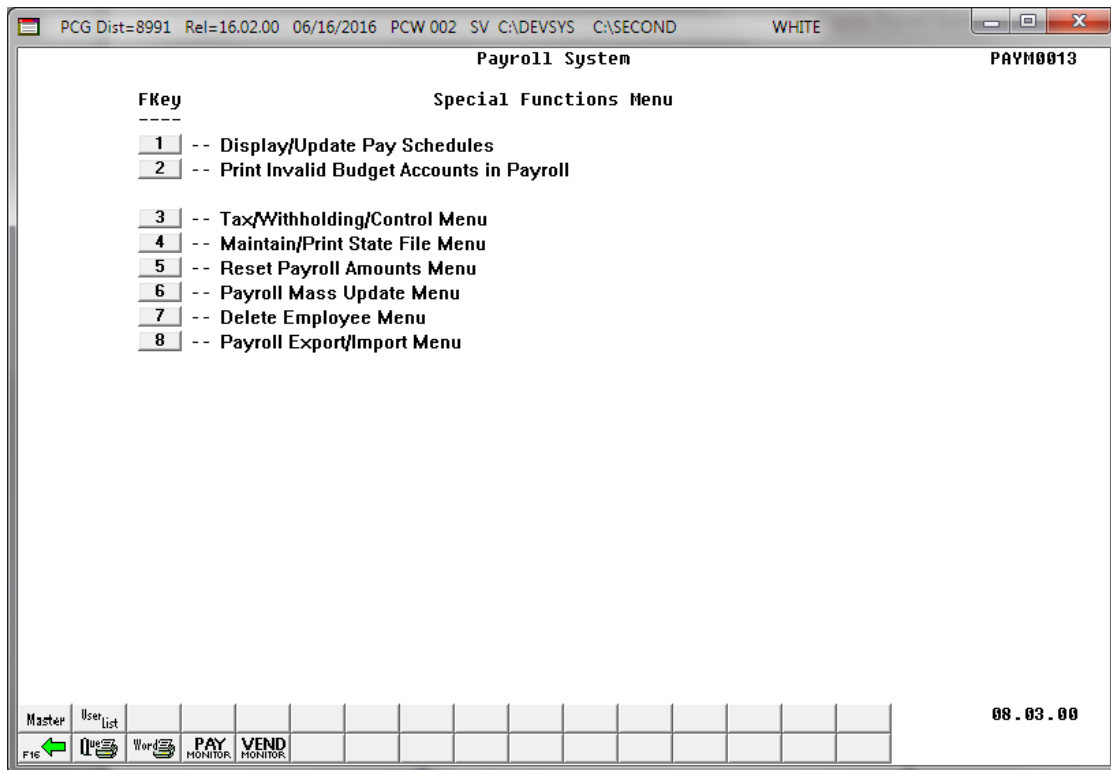 PCG Dist=8991 Rel=16.02.00 06/16/2016 PCW 002 SV C:\DEVSYS C:\SECOND WHITE
Payroll System PAYM0013
FKey Special Functions Menu
----
1 -- Display/Update Pay Schedules
2 -- Print Invalid Budget Accounts in Payroll
3 -- Tax/Withholding/Control Menu
4 -- Maintain/Print State File Menu
5 -- Reset Payroll Amounts Menu
6 -- Payroll Mass Update Menu
7 -- Delete Employee Menu
8 -- Payroll Export/Import Menu
Master User List 08.03.00
F16 Que Word PAY MONITOR VEND MONITOR